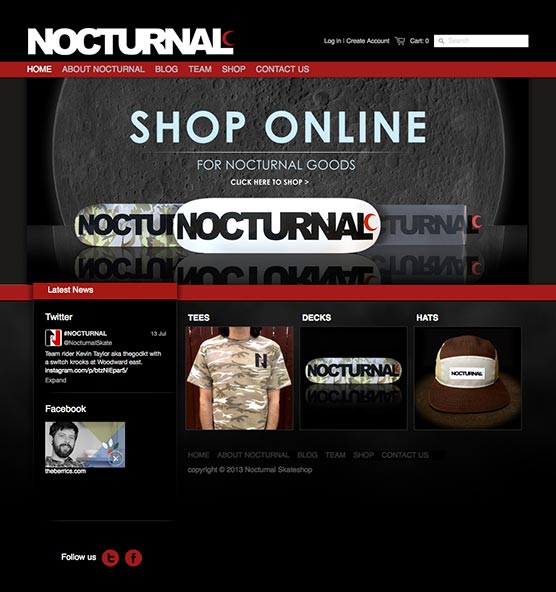 NOCTURNAL
Log In | Create Account Cart: 0 Search
HOME ABOUT NOCTURNAL BLOG TEAM SHOP CONTACT US
SHOP ONLINE
FOR NOCTURNAL GOODS
CLICK HERE TO SHOP >
NOCTUR NOCTURNAL CTURNAL
Latest News
Twitter
#NOCTURNAL 13 Jul
@NocturnalSkate
Team rider Kevin Taylor aka thegodkt with
a switch krooks at Woodward east.
instagram.com/p/btzNIEpar5/
Expand
Facebook
theberrics.com
Follow us
TEES DECKS HATS
N
NOCTURNAL
NOCTURNAL
HOME ABOUT NOCTURNAL BLOG TEAM SHOP CONTACT US
copyright © 2013 Nocturnal Skateshop